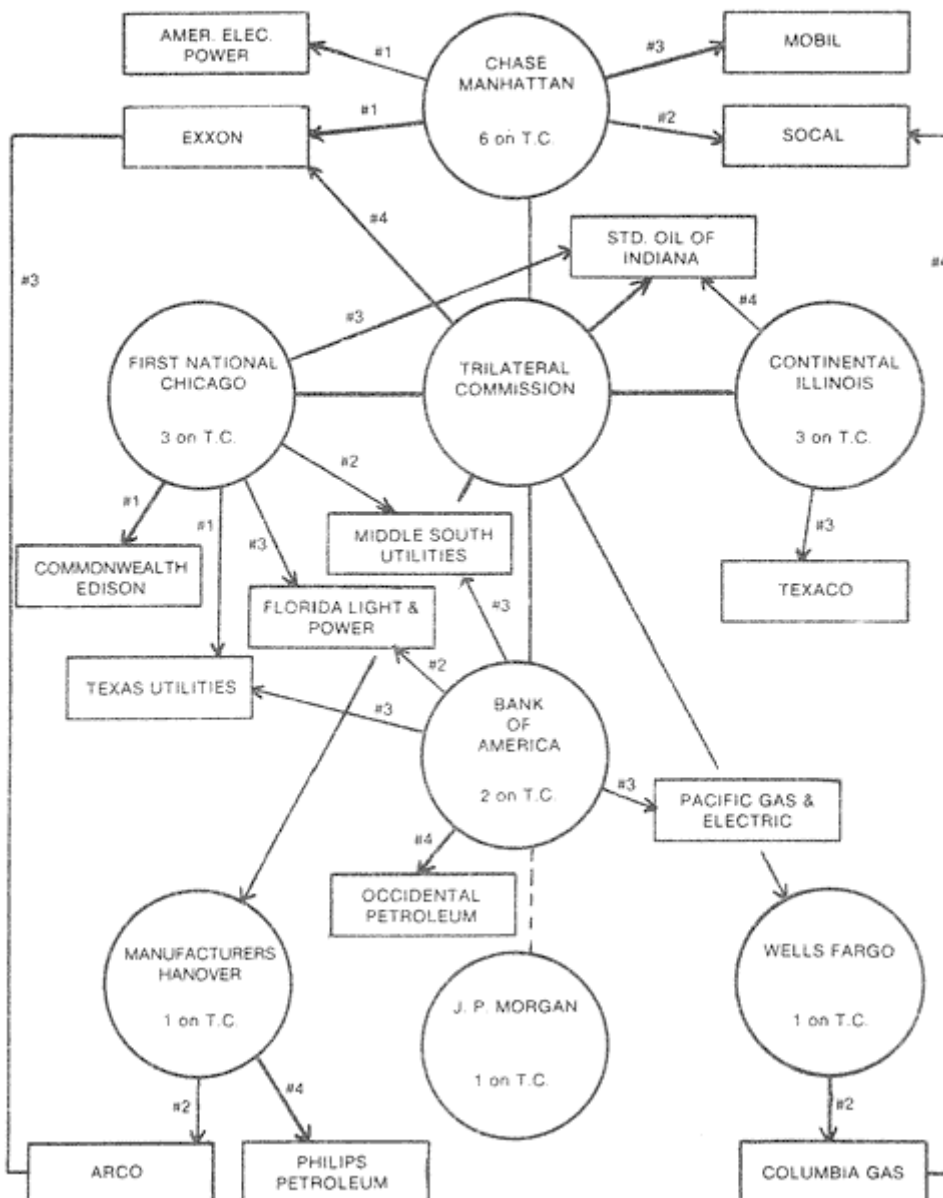 AMER. ELEC.
POWER
#1
CHASE
MANHATTAN
6 on T.C.
#3
MOBIL
EXXON
#1
#2
SOCAL
#4
STD. OIL OF
INDIANA
#3
#3
#4
#4
FIRST NATIONAL
CHICAGO
3 on T.C.
TRILATERAL
COMMISSION
CONTINENTAL
ILLINOIS
3 on T.C.
#2
#1
#1
#3
#3
MIDDLE SOUTH
UTILITIES
COMMONWEALTH
EDISON
TEXACO
FLORIDA LIGHT &
POWER
#3
#2
TEXAS UTILITIES
#3
BANK
OF
AMERICA
2 on T.C.
#3
PACIFIC GAS &
ELECTRIC
#4
OCCIDENTAL
PETROLEUM
MANUFACTURERS
HANOVER
1 on T.C.
J. P. MORGAN
1 on T.C.
WELLS FARGO
1 on T.C.
#2
#4
#2
ARCO
PHILIPS
PETROLEUM
COLUMBIA GAS